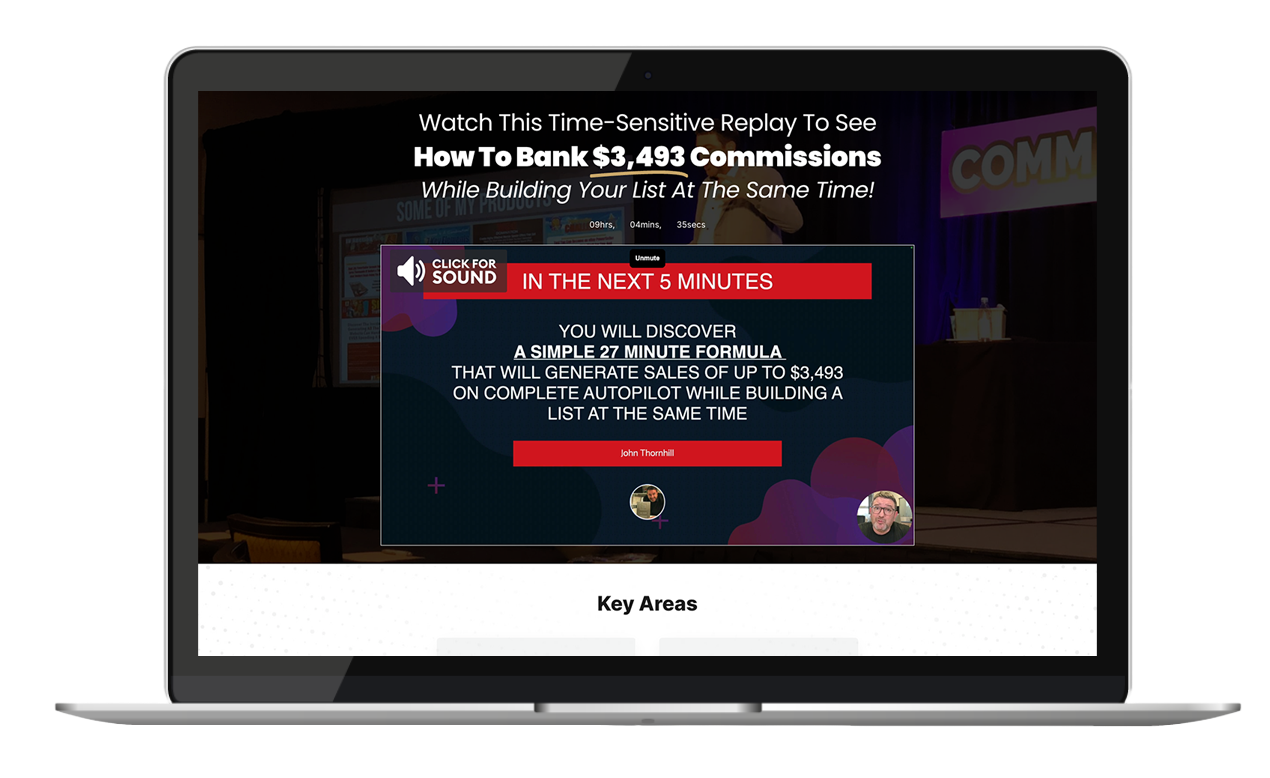 Watch This Time-Sensitive Replay To See
How To Bank $3,493 Commissions
While Building Your List At The Same Time!
SOME OF MY PRODUCTS
COMM
09hrs, 04mins, 35secs
Unmute
CLICK FOR
SOUND
IN THE NEXT 5 MINUTES
YOU WILL DISCOVER
A SIMPLE 27 MINUTE FORMULA
THAT WILL GENERATE SALES OF UP TO $3,493
ON COMPLETE AUTOPILOT WHILE BUILDING A
LIST AT THE SAME TIME
John Thornhill
Key Areas